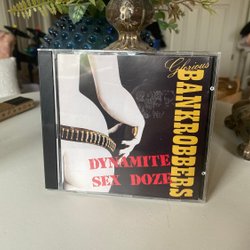 Glorious
BANKROBBERS
DYNAMITE
SEX DOZE